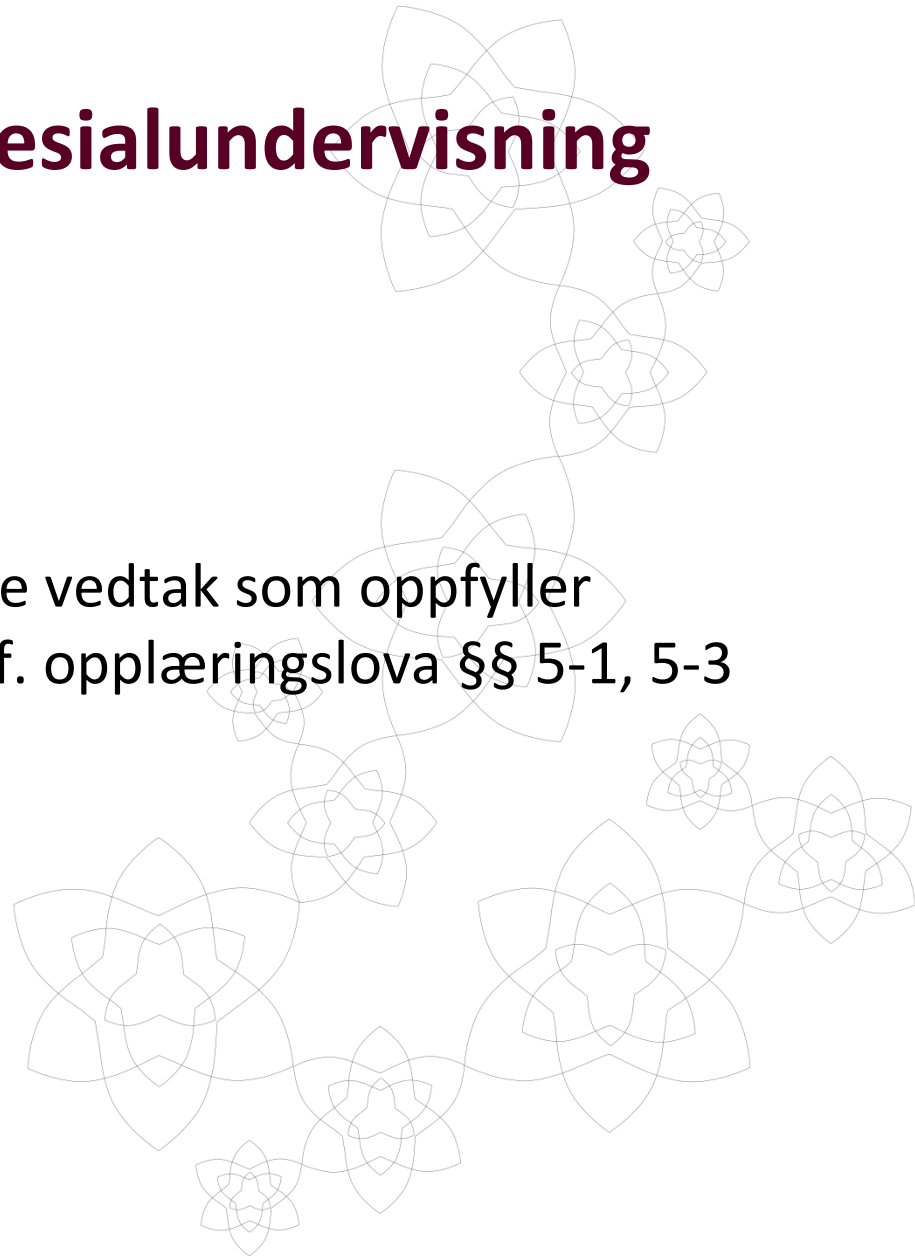 esialundervisning
e vedtak som oppfyller
f. opplæringslova §§ 5-1, 5-3